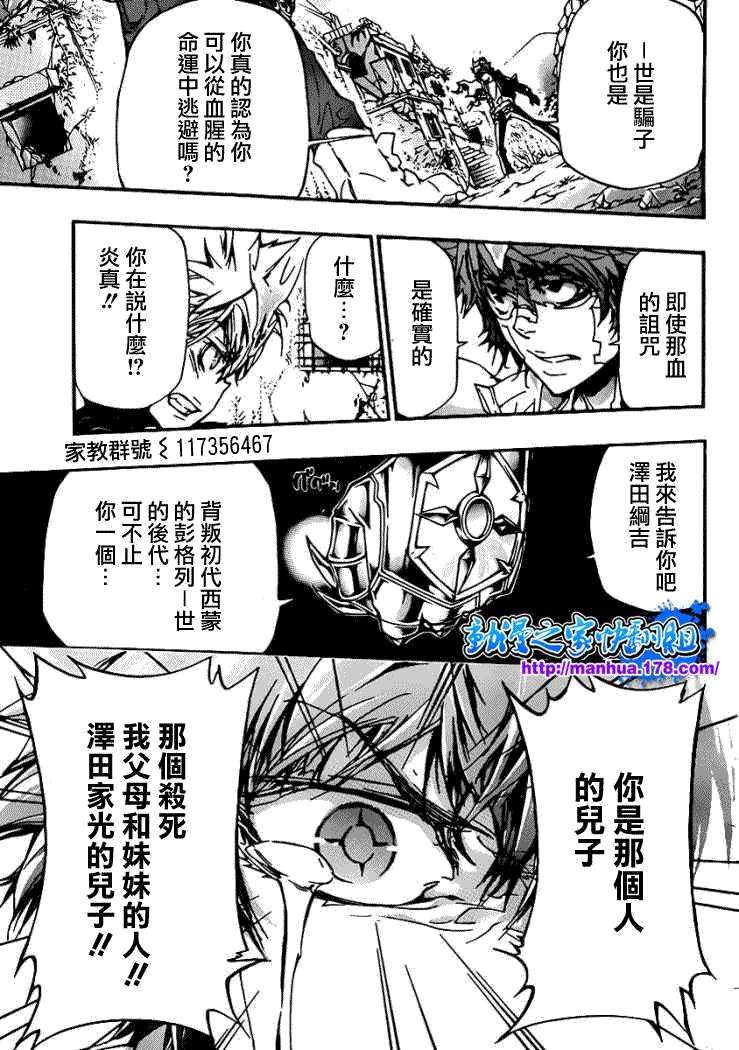 一世是騙子
你也是
你真的認為你
可以從血腥的
命運中逃避嗎?
即使那血
的詛咒
是確實的
什麼…?
你在説什麼!?
炎真!!
家教群號:117356467
我來告訴你吧
澤田綱吉
背叛初代西蒙
的彭格列一世
的後代…
可不止
你一個…
動漫之家快翻組
http://manhua.178.com/
你是那個人
的兒子
那個殺死
我父母和妹妹的人!!
澤田家光的兒子!!